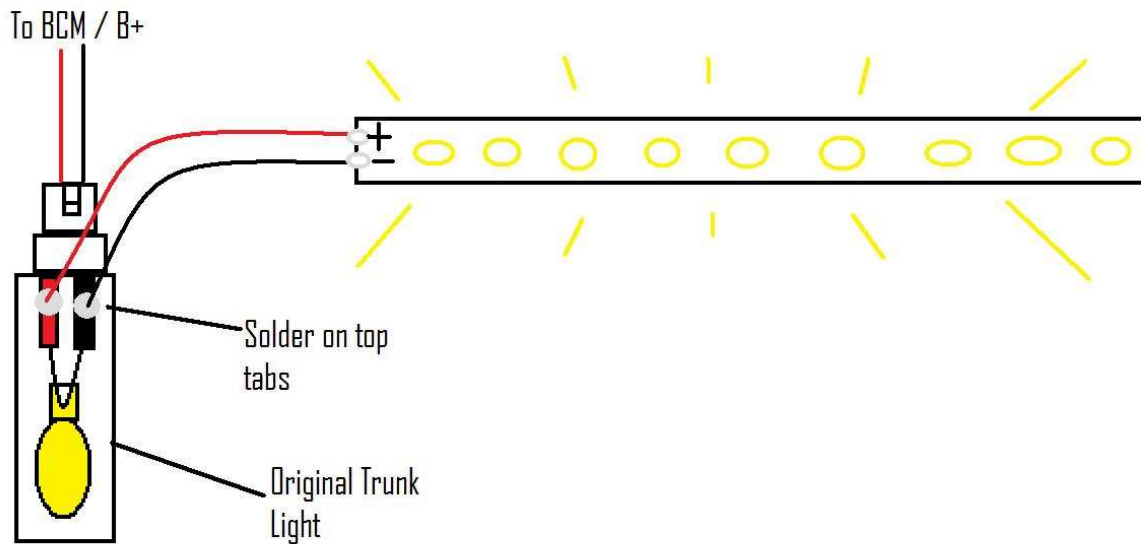 To BCM / B+
+
-
Solder on top
tabs
Original Trunk
Light